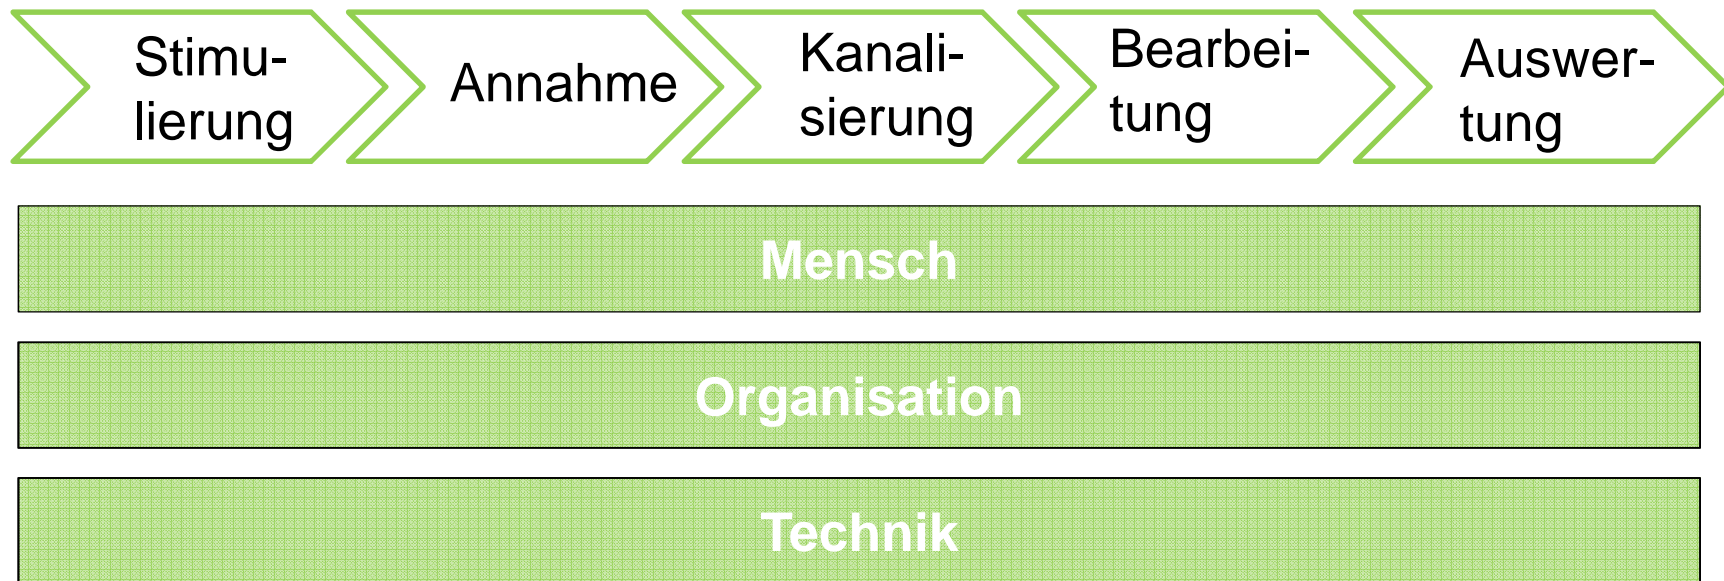 Stimu-
lierung
Annahme
Kanali-
sierung
Bearbei-
tung
Auswer-
tung
Mensch
Organisation
Technik